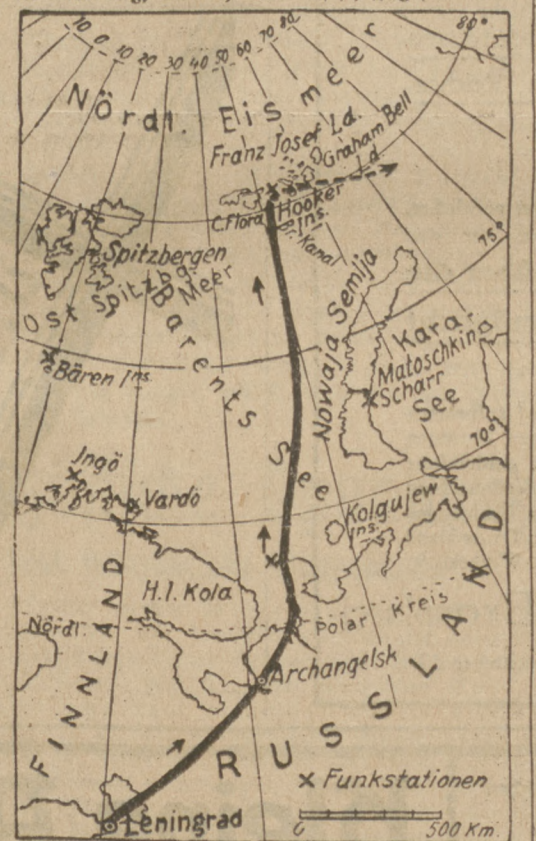 10 0 10 20 30 40 50 60 70 80
80°
Nördl. Eismeer
Franz Josef Ld.
Graham Bell
Ld.
C. Flora
Hooker
Ins.
Br. Kanal
75°
Spitzbergen
Ost Spitzbg.
Meer
Barents See
Nowaja Semlja
Kara-
Matoschkin
Scharr
See
Bären Ins.
70°
Ingö
Vardö
Kolgujew
Ins.
H.I. Kola
Nördl. Polar Kreis
FINNLAND
Archangelsk
RUSSLAND
x Funkstationen
Leningrad
0 500 Km.